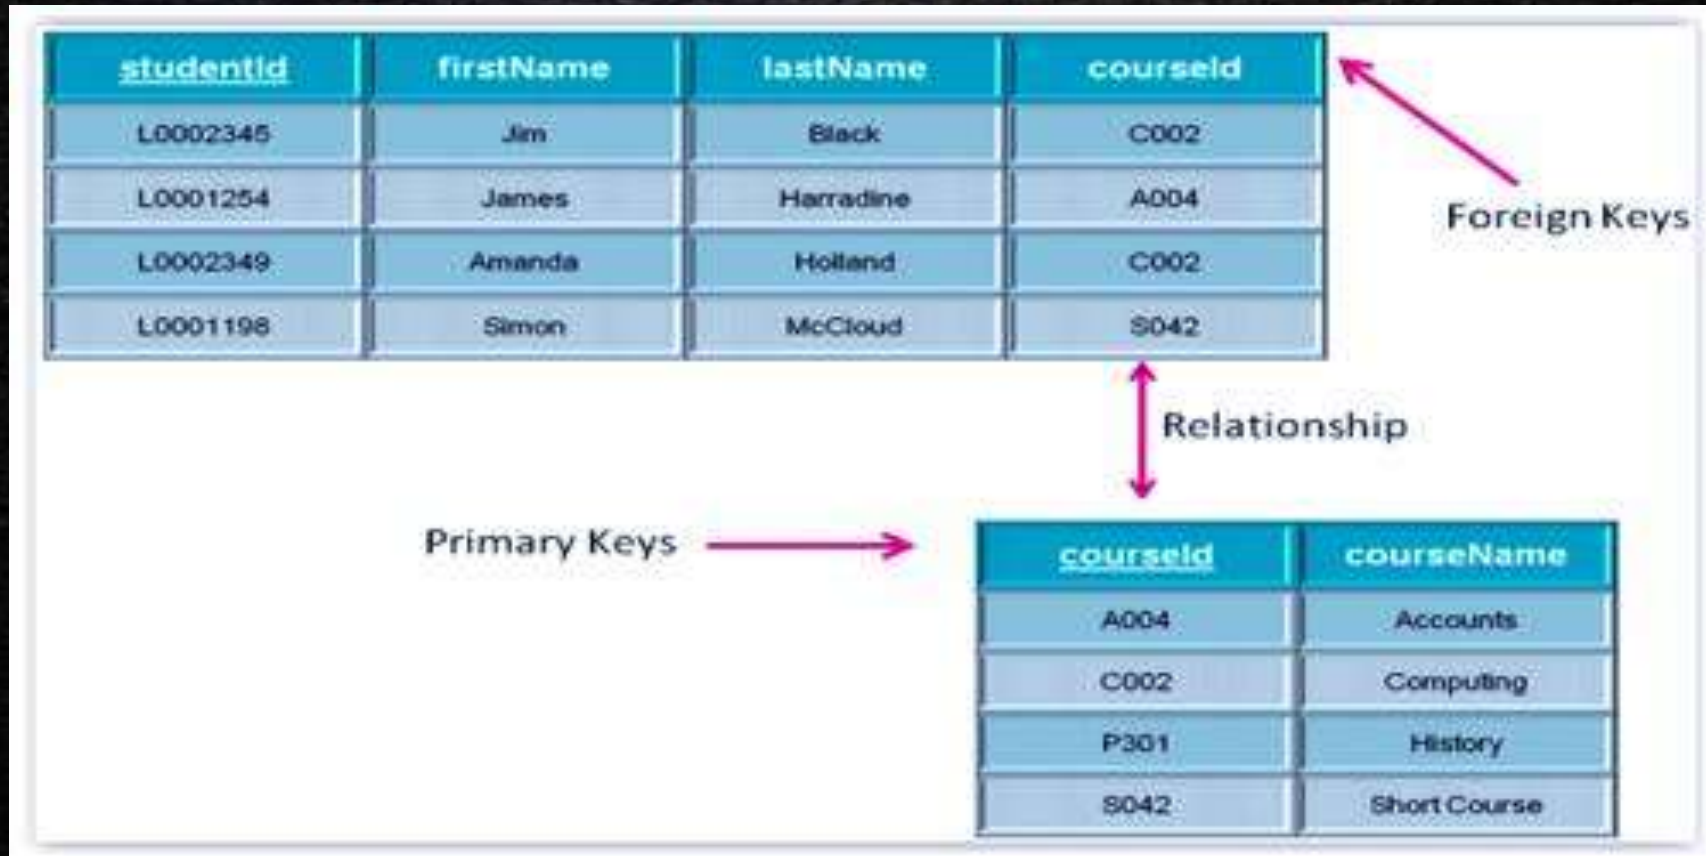 studentId firstName lastName courseId
L0002345 Jim Black C002
L0001254 James Harradine A004
L0002349 Amanda Holland C002
L0001198 Simon McCloud S042
Foreign Keys
Relationship
Primary Keys
courseId courseName
A004 Accounts
C002 Computing
P301 History
S042 Short Course